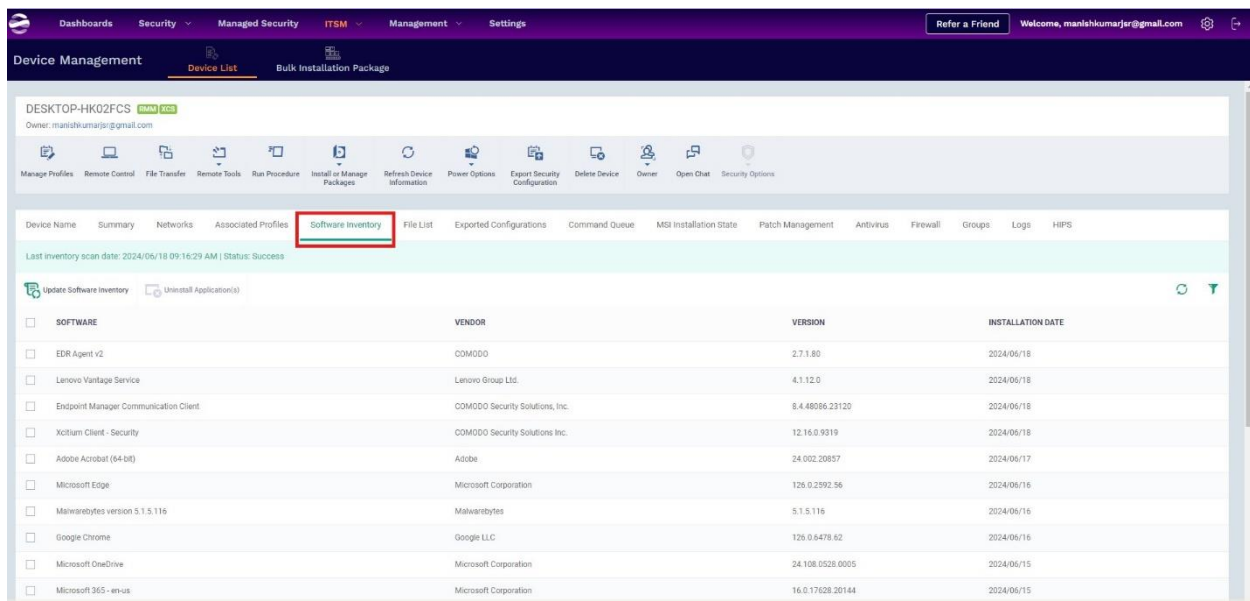 Dashboards Security Managed Security ITSM Management Settings Refer a Friend Welcome, manishkumarjsr@gmail.com
Device Management Device List Bulk Installation Package
DESKTOP-HK02FCS RMM XCS
Owner: manishkumarjsr@gmail.com
Manage Profiles Remote Control File Transfer Remote Tools Run Procedure Install or Manage Packages Refresh Device Information Power Options Export Security Configuration Delete Device Owner Open Chat Security Options
Device Name Summary Networks Associated Profiles Software Inventory File List Exported Configurations Command Queue MSI Installation State Patch Management Antivirus Firewall Groups Logs HIPS
Last inventory scan date: 2024/06/18 09:16:29 AM | Status: Success
Update Software Inventory Uninstall Application(s)
SOFTWARE VENDOR VERSION INSTALLATION DATE
EDR Agent v2 COMODO 2.7.1.80 2024/06/18
Lenovo Vantage Service Lenovo Group Ltd. 4.1.12.0 2024/06/18
Endpoint Manager Communication Client COMODO Security Solutions, Inc. 8.4.48086.23120 2024/06/18
Xcitium Client - Security COMODO Security Solutions Inc. 12.16.0.9319 2024/06/18
Adobe Acrobat (64-bit) Adobe 24.002.20857 2024/06/17
Microsoft Edge Microsoft Corporation 126.0.2592.56 2024/06/16
Malwarebytes version 5.1.5.116 Malwarebytes 5.1.5.116 2024/06/16
Google Chrome Google LLC 126.0.6478.62 2024/06/16
Microsoft OneDrive Microsoft Corporation 24.108.0528.0005 2024/06/15
Microsoft 365 - en-us Microsoft Corporation 16.0.17628.20144 2024/06/15